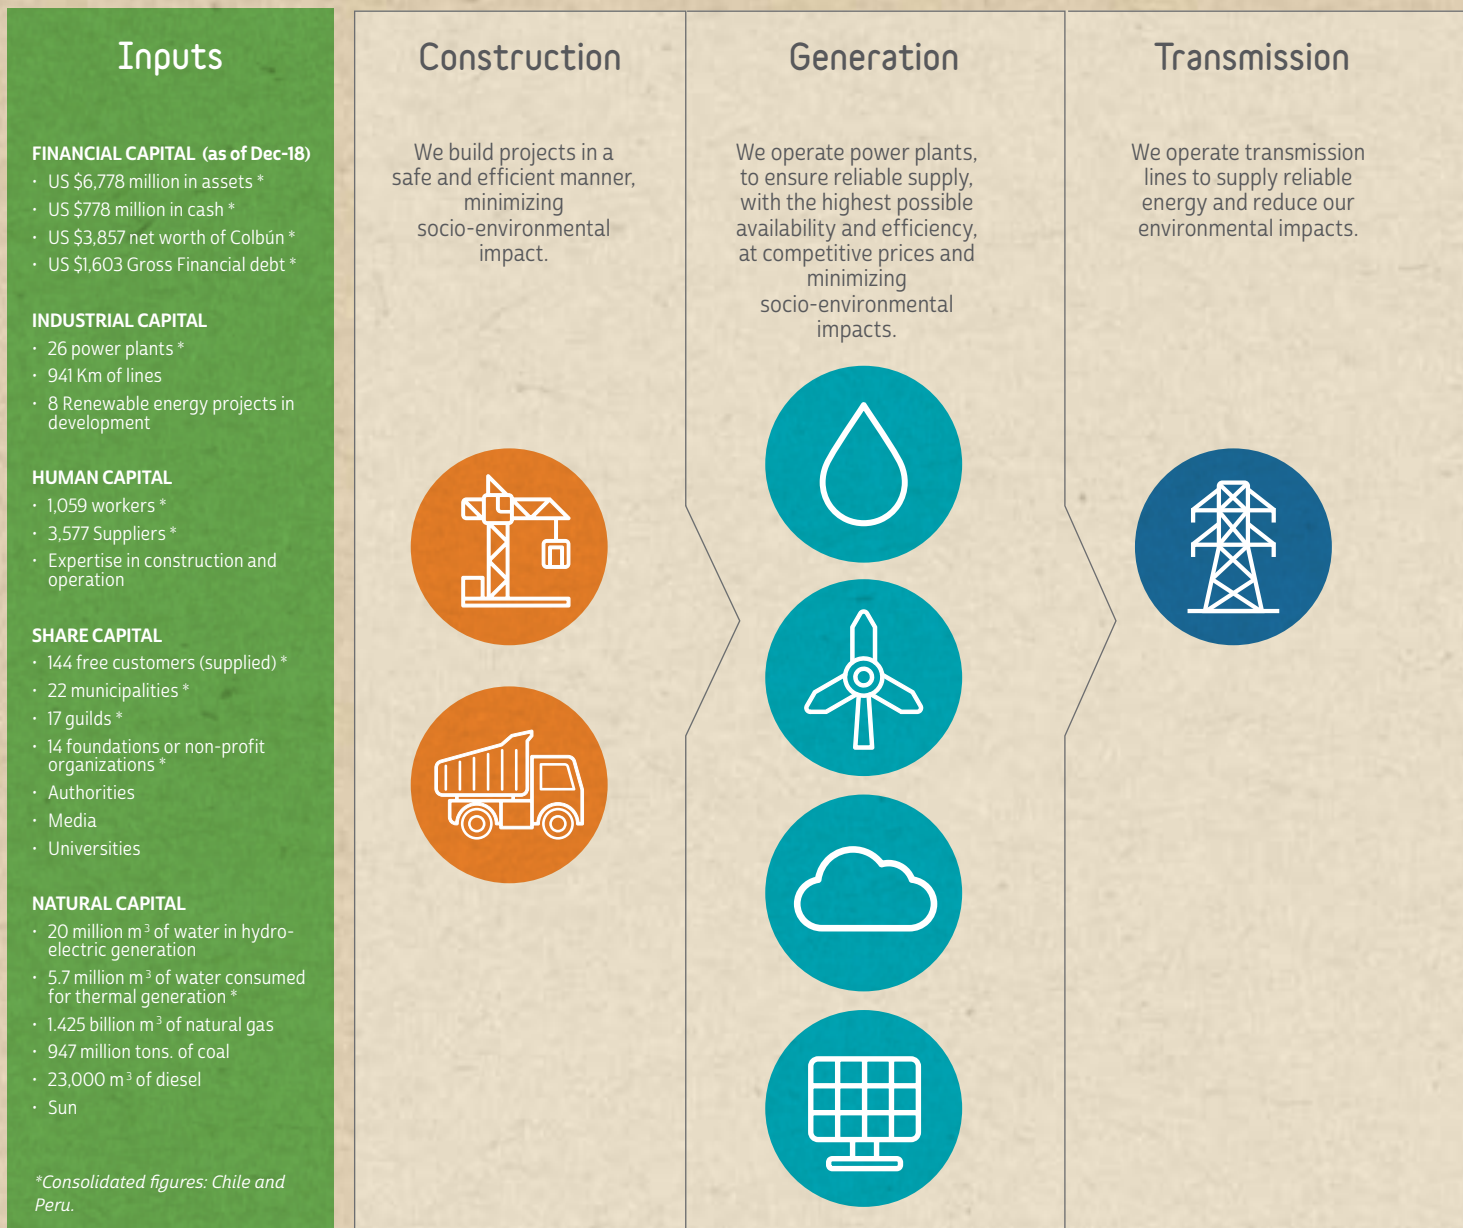 Inputs
FINANCIAL CAPITAL (as of Dec-18)
· US $6,778 million in assets *
· US $778 million in cash *
· US $3,857 net worth of Colbún *
· US $1,603 Gross Financial debt *
INDUSTRIAL CAPITAL
· 26 power plants *
· 941 Km of lines
· 8 Renewable energy projects in
development
HUMAN CAPITAL
· 1,059 workers *
· 3,577 Suppliers *
· Expertise in construction and
operation
SHARE CAPITAL
· 144 free customers (supplied) *
· 22 municipalities *
· 17 guilds *
· 14 foundations or non-profit
organizations *
· Authorities
· Media
· Universities
NATURAL CAPITAL
· 20 million m³ of water in hydro-
electric generation
· 5.7 million m³ of water consumed
for thermal generation *
· 1.425 billion m³ of natural gas
· 947 million tons. of coal
· 23,000 m³ of diesel
· Sun
*Consolidated figures: Chile and
Peru.
Construction
We build projects in a
safe and efficient manner,
minimizing
socio-environmental
impact.
Generation
We operate power plants,
to ensure reliable supply,
with the highest possible
availability and efficiency,
at competitive prices and
minimizing
socio-environmental
impacts.
Transmission
We operate transmission
lines to supply reliable
energy and reduce our
environmental impacts.